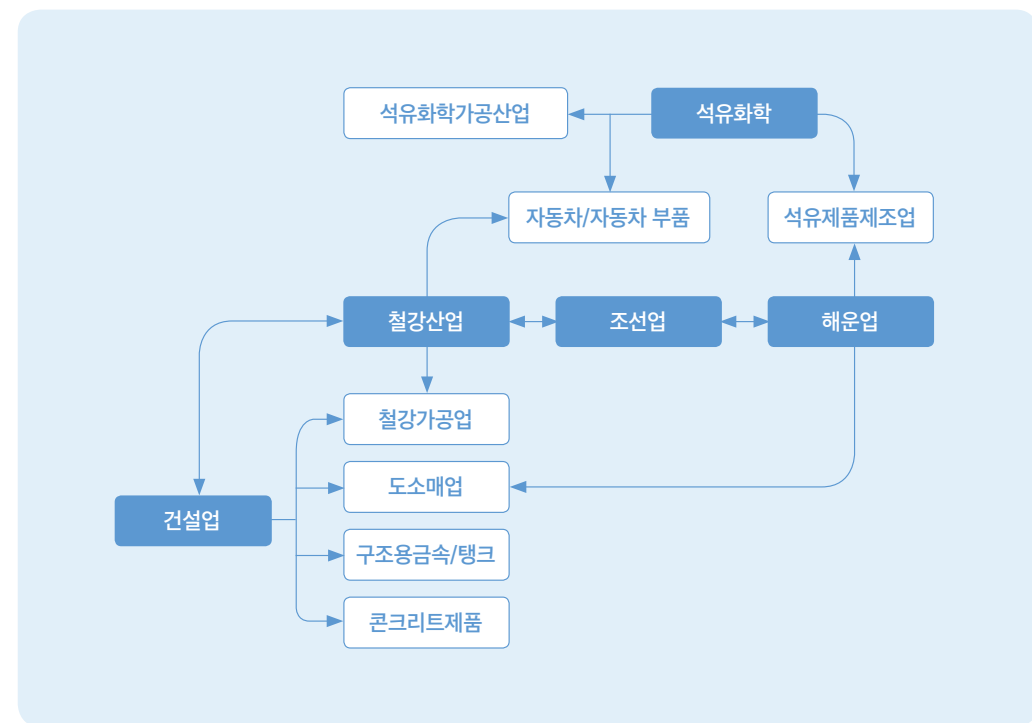 석유화학가공산업
석유화학
자동차/자동차 부품
석유제품제조업
철강산업
조선업
해운업
철강가공업
도소매업
건설업
구조용금속/탱크
콘크리트제품